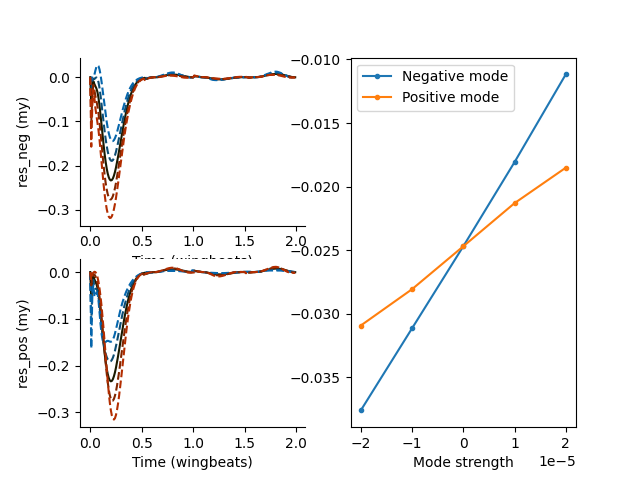 0.0
−0.1
−0.2
−0.3
res_neg (my)
0.0 0.5 1.0 1.5 2.0
Time (wingbeats)
0.0
−0.1
−0.2
−0.3
res_pos (my)
0.0 0.5 1.0 1.5 2.0
Time (wingbeats)
−0.010
−0.015
−0.020
−0.025
−0.030
−0.035
Negative mode
Positive mode
−2 −1 0 1 2
Mode strength 1e−5